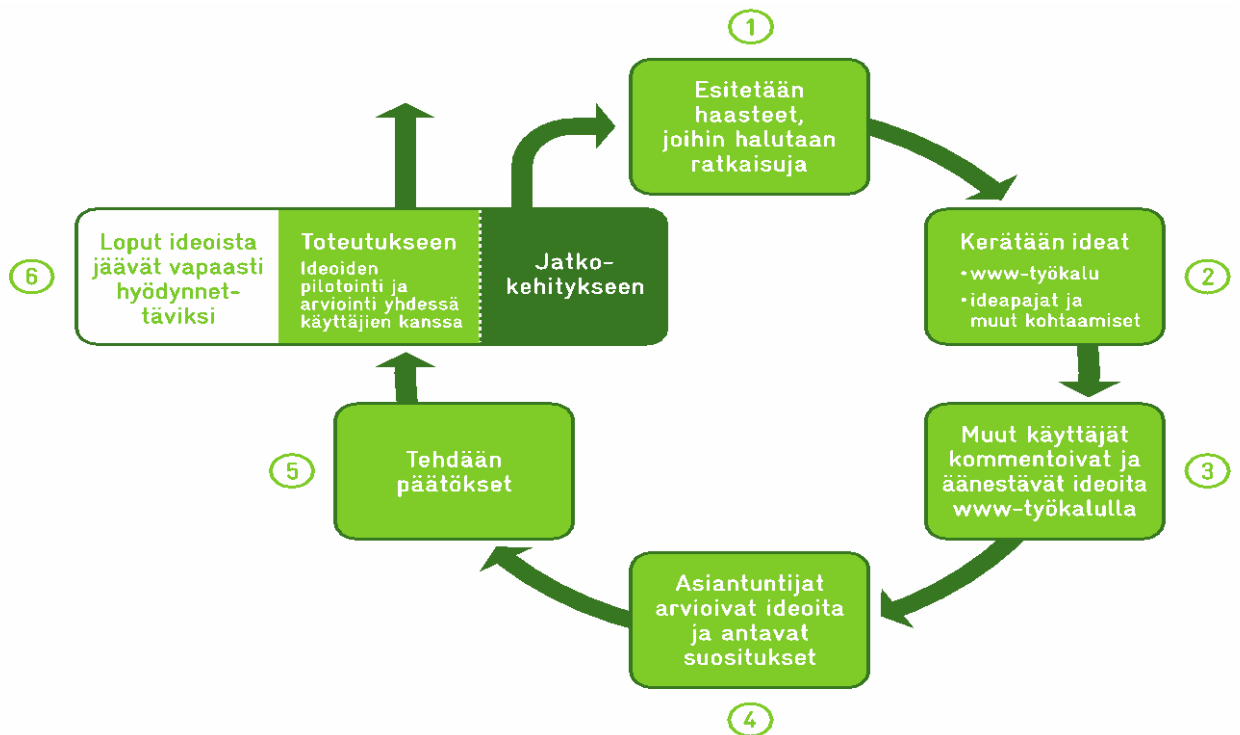 1
Esitetään
haasteet,
joihin halutaan
ratkaisuja
2
Kerätään ideat
• www-työkalu
• ideapajat ja
muut kohtaamiset
3
Muut käyttäjät
kommentoivat ja
äänestävät ideoita
www-työkalulla
4
Asiantuntijat
arvioivat ideoita
ja antavat
suositukset
5
Tehdään
päätökset
6
Loput ideoista
jäävät vapaasti
hyödynnet-
täviksi
Toteutukseen
Ideoiden
pilotointi ja
arviointi yhdessä
käyttäjien kanssa
Jatko-
kehitykseen